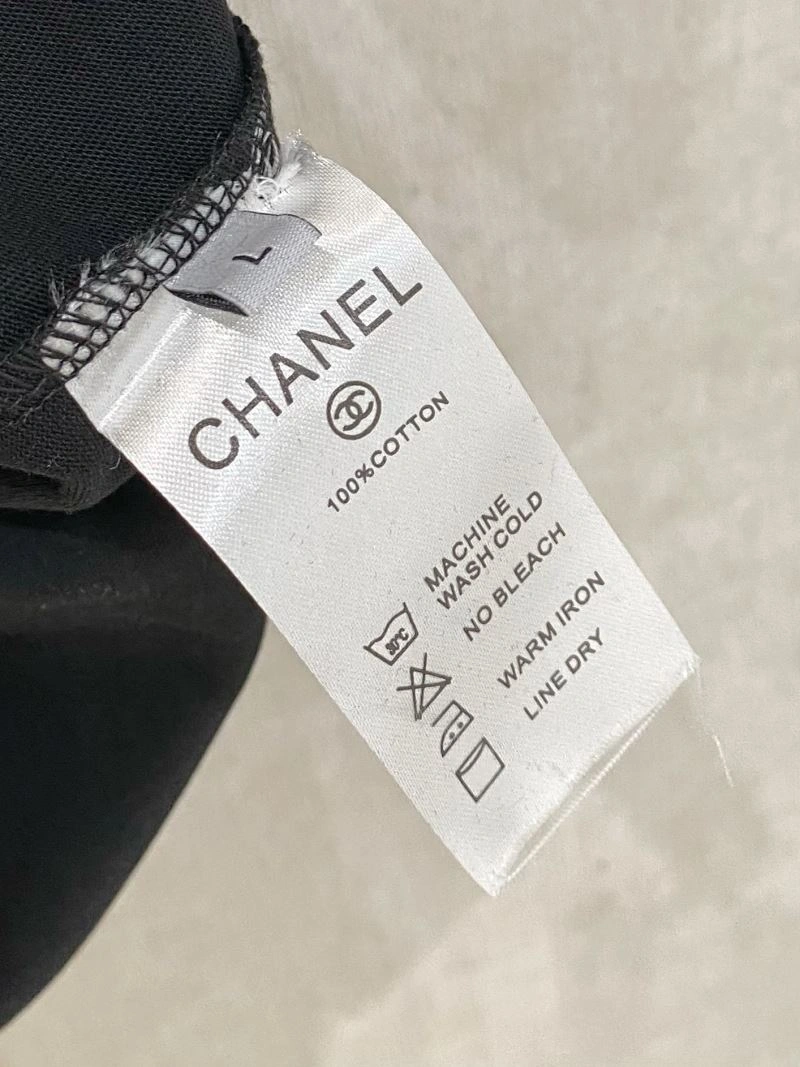 L
CHANEL
100%COTTON
MACHINE
WASH COLD
NO BLEACH
WARM IRON
LINE DRY
30°C